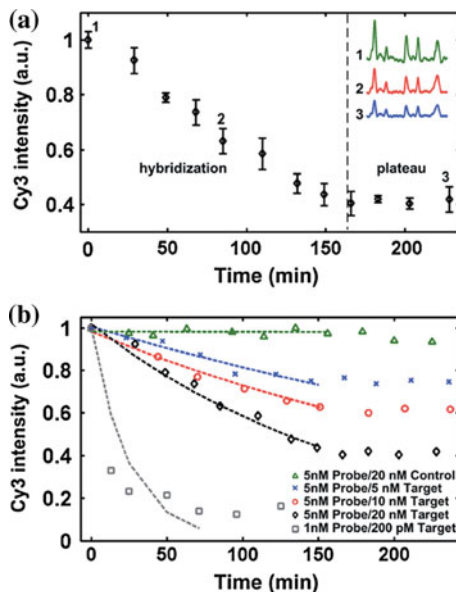 (a)
Cy3 intensity (a.u.)
1
0.8
0.6
0.4
1
2
3
hybridization
plateau
1
2
3
0
50
100
150
200
Time (min)
(b)
Cy3 intensity (a.u.)
1
0.8
0.6
0.4
0.2
0
5nM Probe/20 nM Control
5nM Probe/5 nM Target
5nM Probe/10 nM Target
5nM Probe/20 nM Target
1nM Probe/200 pM Target
0
50
100
150
200
Time (min)